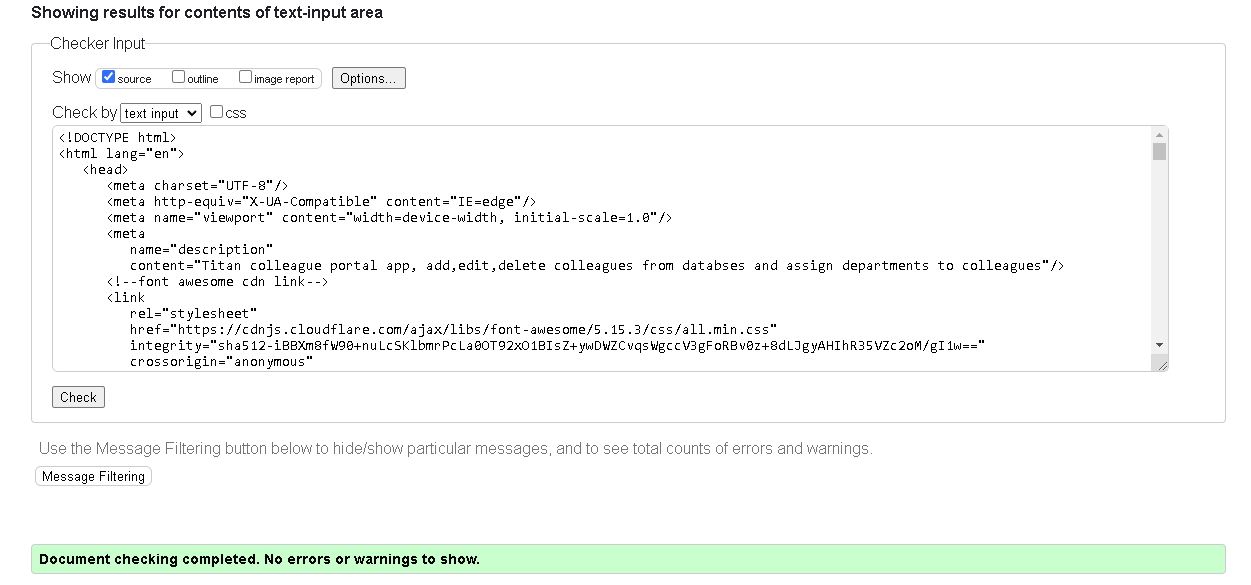 Showing results for contents of text-input area
Checker Input
Show source outline image report Options...
Check by text input css
<!DOCTYPE html>
<html lang="en">
<head>
<meta charset="UTF-8"/>
<meta http-equiv="X-UA-Compatible" content="IE=edge"/>
<meta name="viewport" content="width=device-width, initial-scale=1.0"/>
<meta
name="description"
content="Titan colleague portal app, add,edit,delete colleagues from databses and assign departments to colleagues"/>
<!--font awesome cdn link-->
<link
rel="stylesheet"
href="https://cdnjs.cloudflare.com/ajax/libs/font-awesome/5.15.3/css/all.min.css"
integrity="sha512-iBBXm8fW90+nuLcSKlbmrPcLa0OT92xO1BIsZ+ywDWZCvqsWgccV3gFoRBv0z+8dLJgyAHIhR35VZc2oM/gI1w=="
crossorigin="anonymous"
Check
Use the Message Filtering button below to hide/show particular messages, and to see total counts of errors and warnings.
Message Filtering
Document checking completed. No errors or warnings to show.